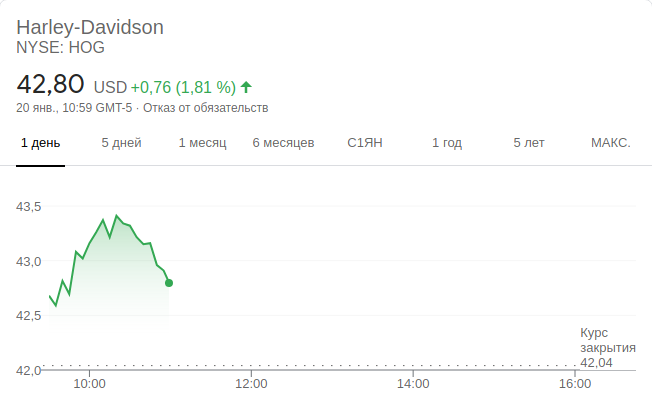 Harley-Davidson
NYSE: HOG
42,80 USD +0,76 (1,81 %)
20 янв., 10:59 GMT-5 · Отказ от обязательств
1 день 5 дней 1 месяц 6 месяцев С1ЯН 1 год 5 лет МАКС.
43,5
43,0
42,5
Курс
закрытия
42,04
42,0
10:00 12:00 14:00 16:00